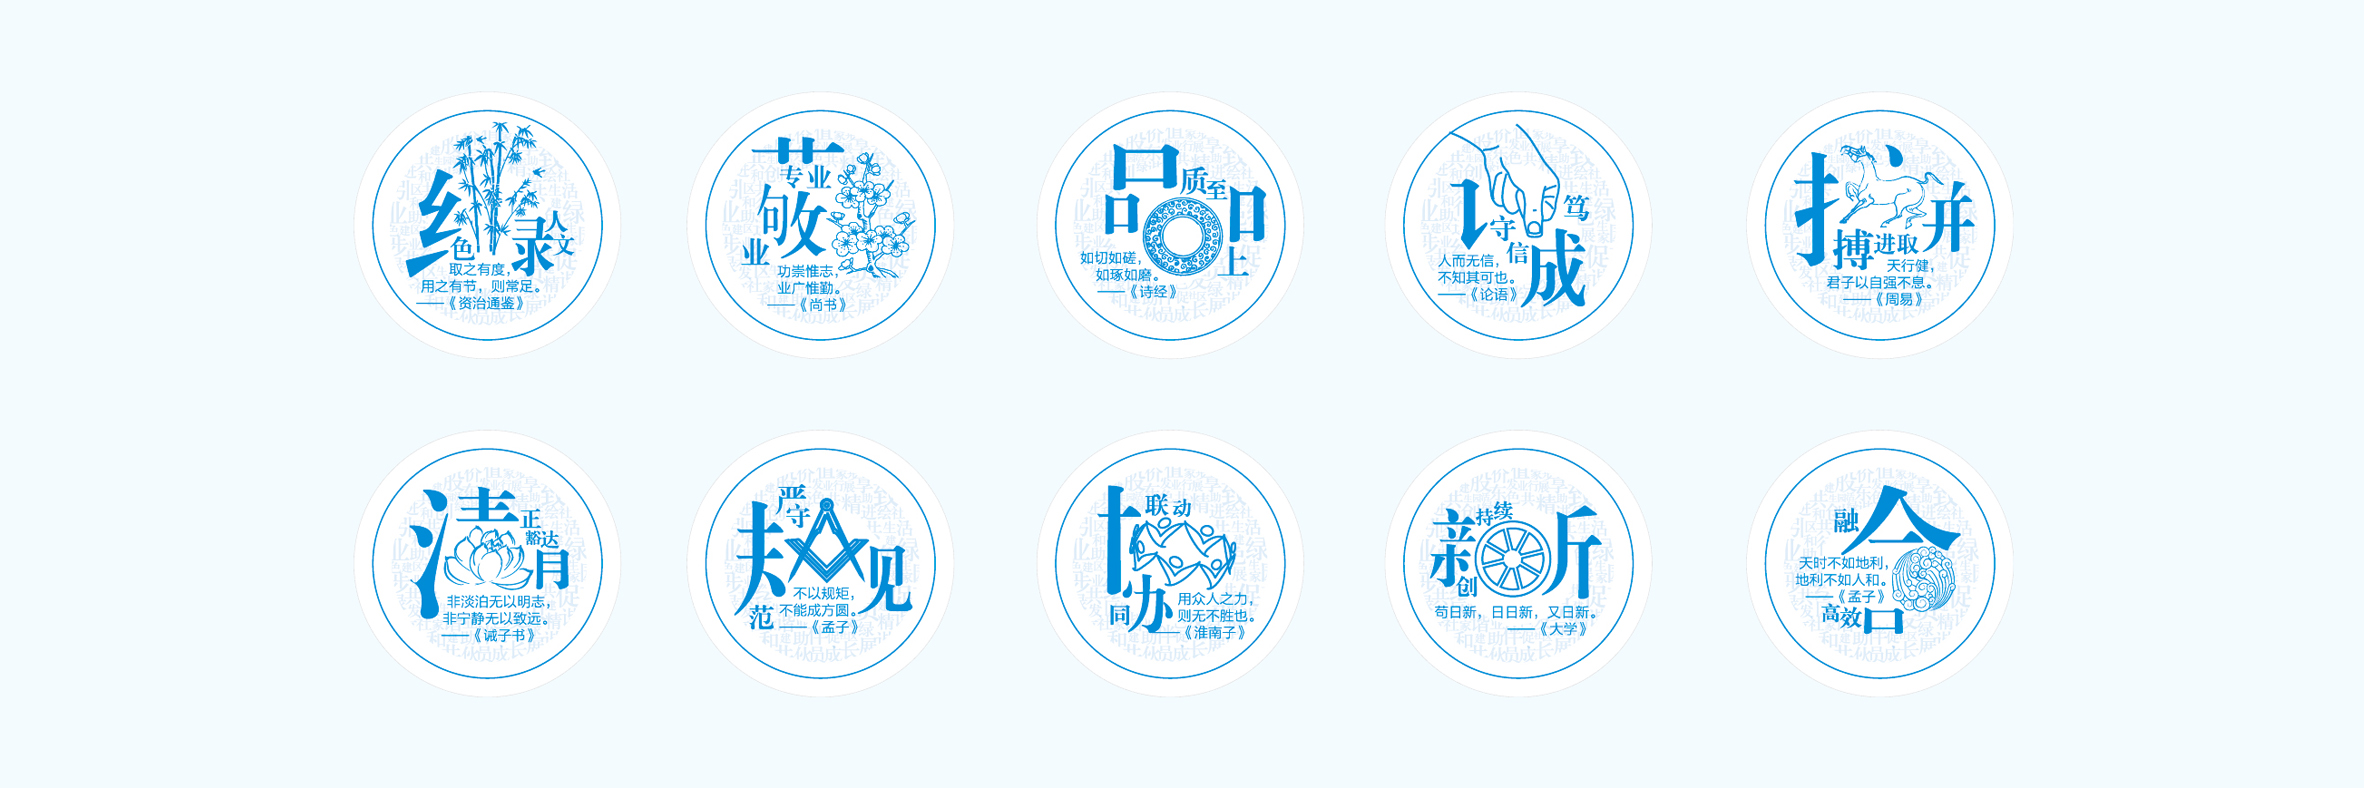 绿色
人文
取之有度，
用之有节，则常足。
——《资治通鉴》
专业
敬业
功崇惟志，
业广惟勤。
——《尚书》
品质至上
如切如磋，
如琢如磨。
——《诗经》
笃诚
守信
人而无信，
不知其可也。
——《论语》
拼搏进取
天行健，
君子以自强不息。
——《周易》
清正
豁达
非淡泊无以明志，
非宁静无以致远。
——《诫子书》
严守
规范
不以规矩，
不能成方圆。
——《孟子》
联动
协同
用众人之力，
则无不胜也。
——《淮南子》
持续
创新
苟日新，日日新，又日新。
——《大学》
融合
天时不如地利，
地利不如人和。
——《孟子》
高效